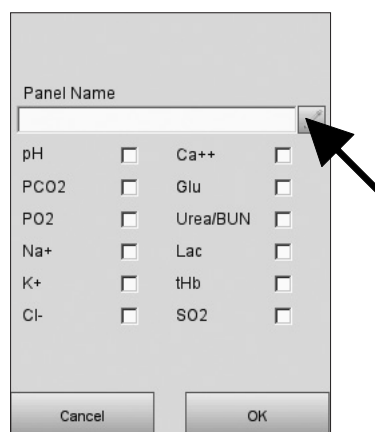 Panel Name
pH Ca++
PCO2 Glu
PO2 Urea/BUN
Na+ Lac
K+ tHb
Cl- SO2
Cancel OK